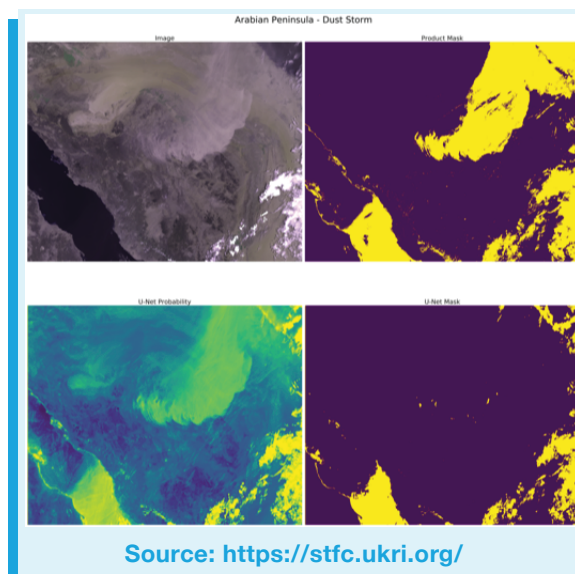 Arabian Peninsula - Dust Storm
Image
Product Mask
U-Net Probability
U-Net Mask
Source: https://stfc.ukri.org/